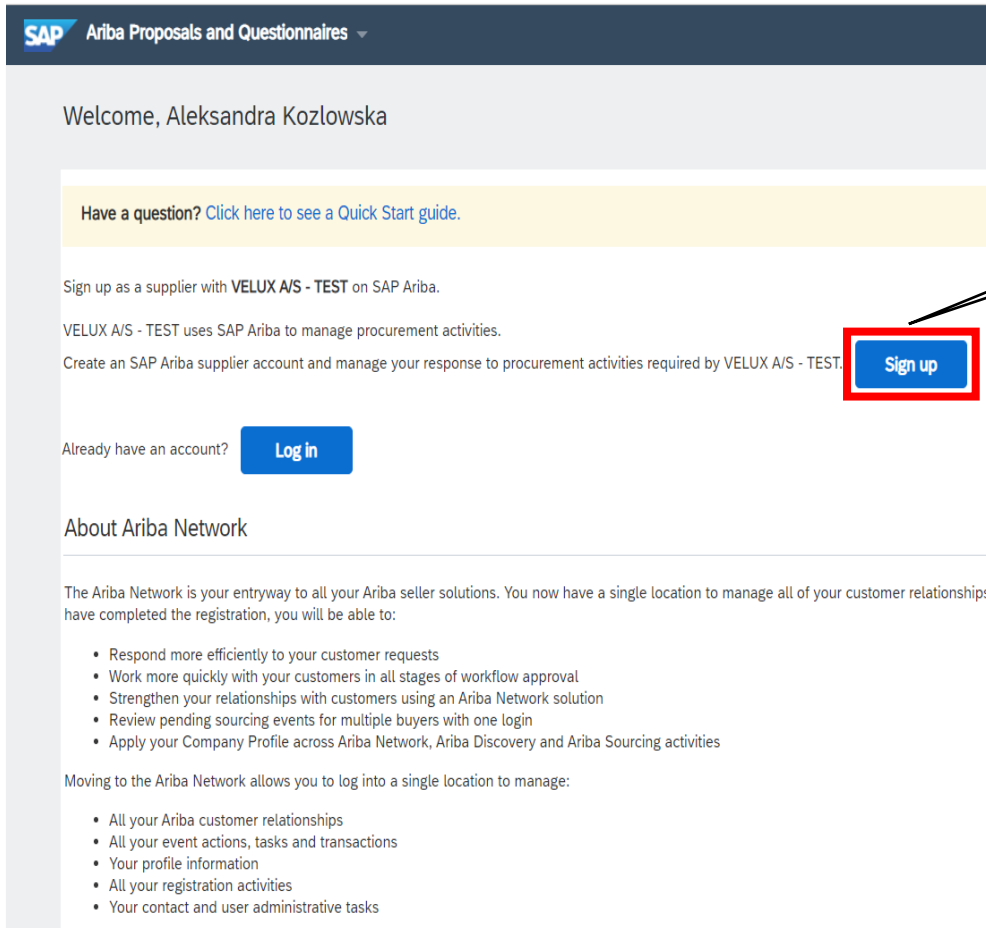 SAP Ariba Proposals and Questionnaires
Welcome, Aleksandra Kozlowska
Have a question? Click here to see a Quick Start guide.
Sign up as a supplier with VELUX A/S - TEST on SAP Ariba.
VELUX A/S - TEST uses SAP Ariba to manage procurement activities.
Create an SAP Ariba supplier account and manage your response to procurement activities required by VELUX A/S - TEST. Sign up
Already have an account? Log in
About Ariba Network
The Ariba Network is your entryway to all your Ariba seller solutions. You now have a single location to manage all of your customer relationships
have completed the registration, you will be able to:
• Respond more efficiently to your customer requests
• Work more quickly with your customers in all stages of workflow approval
• Strengthen your relationships with customers using an Ariba Network solution
• Review pending sourcing events for multiple buyers with one login
• Apply your Company Profile across Ariba Network, Ariba Discovery and Ariba Sourcing activities
Moving to the Ariba Network allows you to log into a single location to manage:
• All your Ariba customer relationships
• All your event actions, tasks and transactions
• Your profile information
• All your registration activities
• Your contact and user administrative tasks